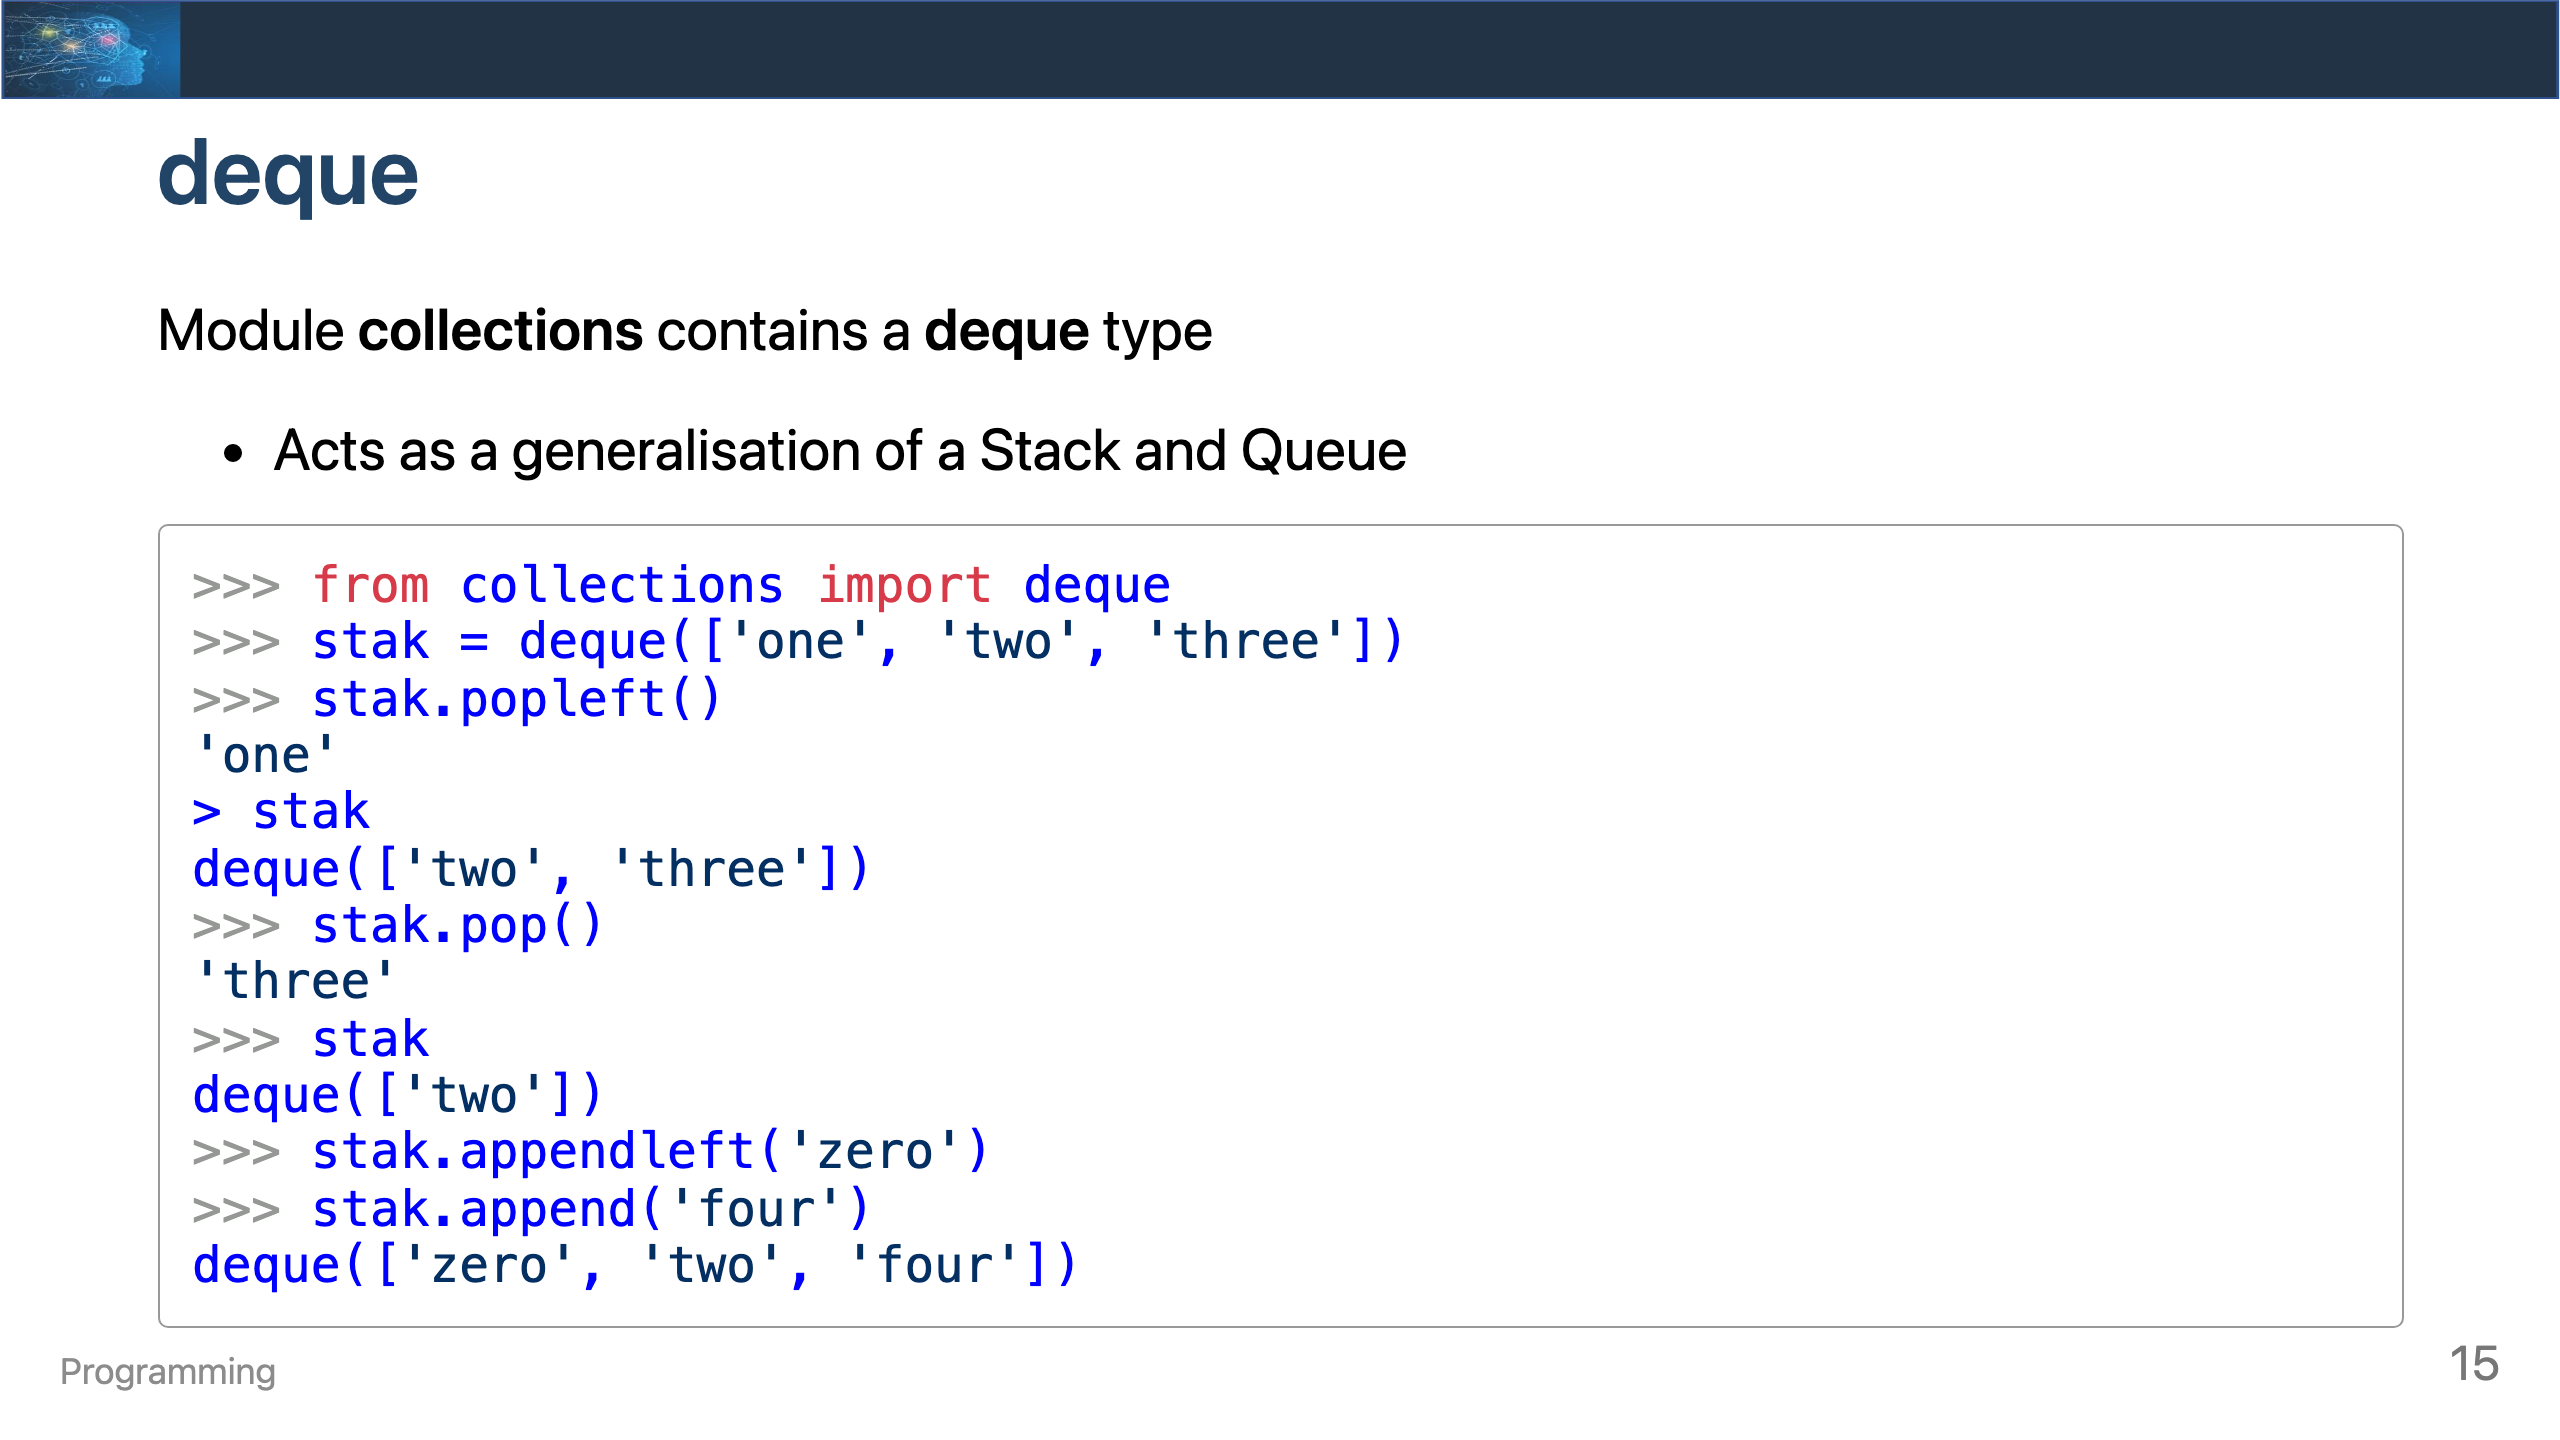 deque
Module collections contains a deque type
• Acts as a generalisation of a Stack and Queue
>>> from collections import deque
>>> stak = deque(['one', 'two', 'three'])
>>> stak.popleft()
'one'
> stak
deque(['two', 'three'])
>>> stak.pop()
'three'
>>> stak
deque(['two'])
>>> stak.appendleft('zero')
>>> stak.append('four')
deque(['zero', 'two', 'four'])
Programming
15